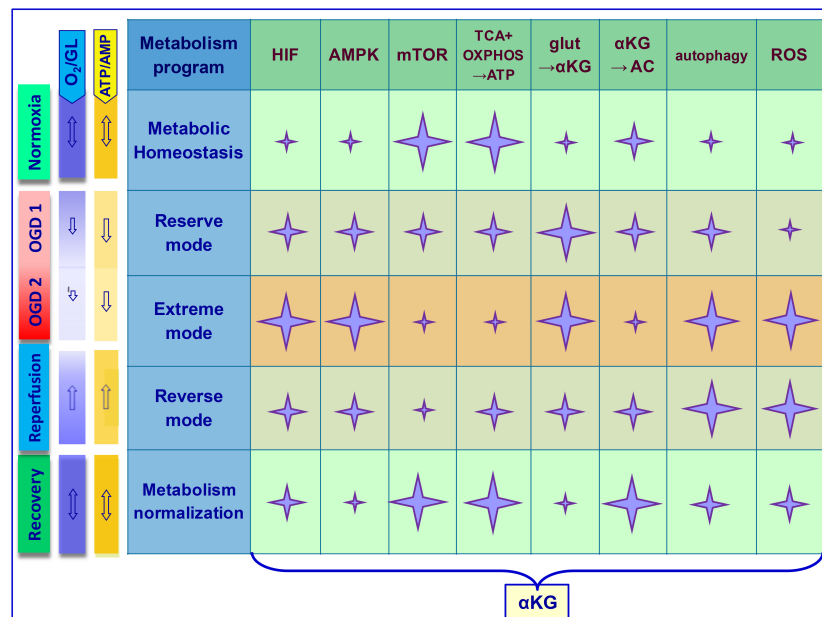 O₂/GL
ATP/AMP
Metabolism
program
HIF
AMPK
mTOR
TCA+
OXPHOS
→ATP
glut
→αKG
αKG
→ AC
autophagy
ROS
Normoxia
Metabolic
Homeostasis
OGD 1
Reserve
mode
OGD 2
Extreme
mode
Reperfusion
Reverse
mode
Recovery
Metabolism
normalization
αKG